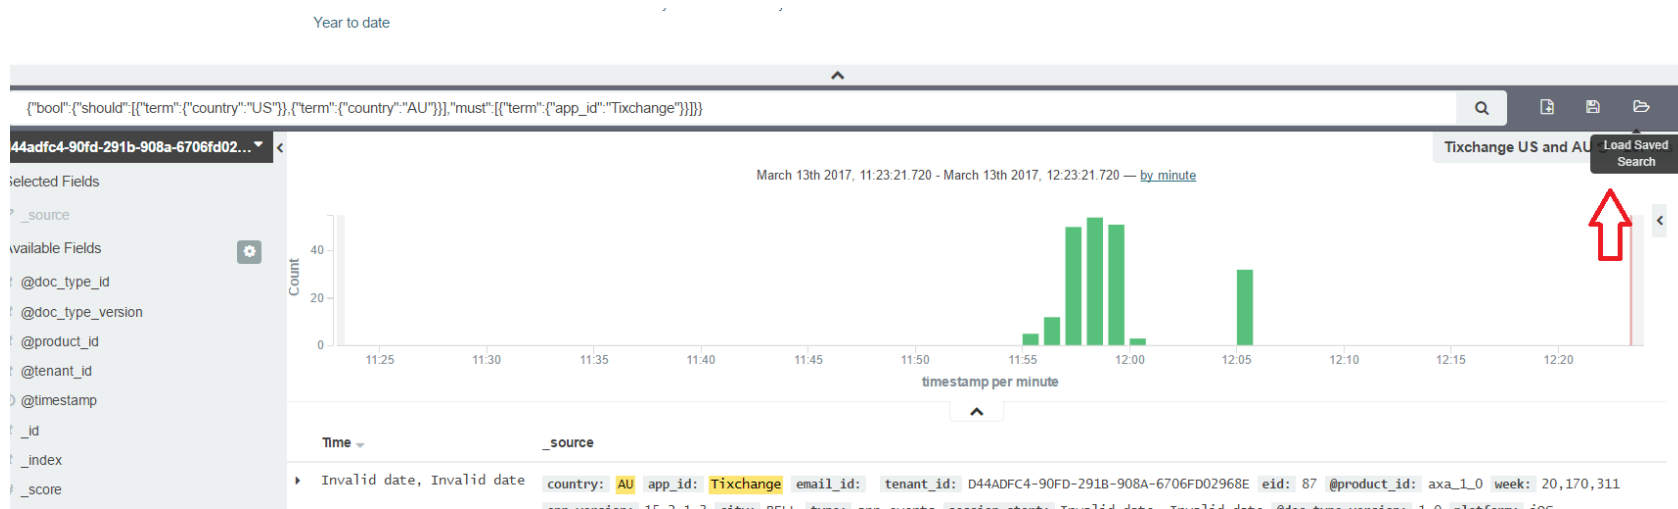 Year to date
{"bool":{"should":[{"term":{"country":"US"}},{"term":{"country":"AU"}}],"must":[{"term":{"app_id":"Tixchange"}}]}}
44adfc4-90fd-291b-908a-6706fd02...
Tixchange US and AU
Load Saved Search
Selected Fields
_source
Available Fields
@doc_type_id
@doc_type_version
@product_id
@tenant_id
@timestamp
_id
_index
_score
March 13th 2017, 11:23:21.720 - March 13th 2017, 12:23:21.720 — by minute
Count
40
20
0
11:25 11:30 11:35 11:40 11:45 11:50 11:55 12:00 12:05 12:10 12:15 12:20
timestamp per minute
Time _source
Invalid date, Invalid date country: AU app_id: Tixchange email_id: tenant_id: D44ADFC4-90FD-291B-908A-6706FD02968E eid: 87 @product_id: axa_1_0 week: 20,170,311